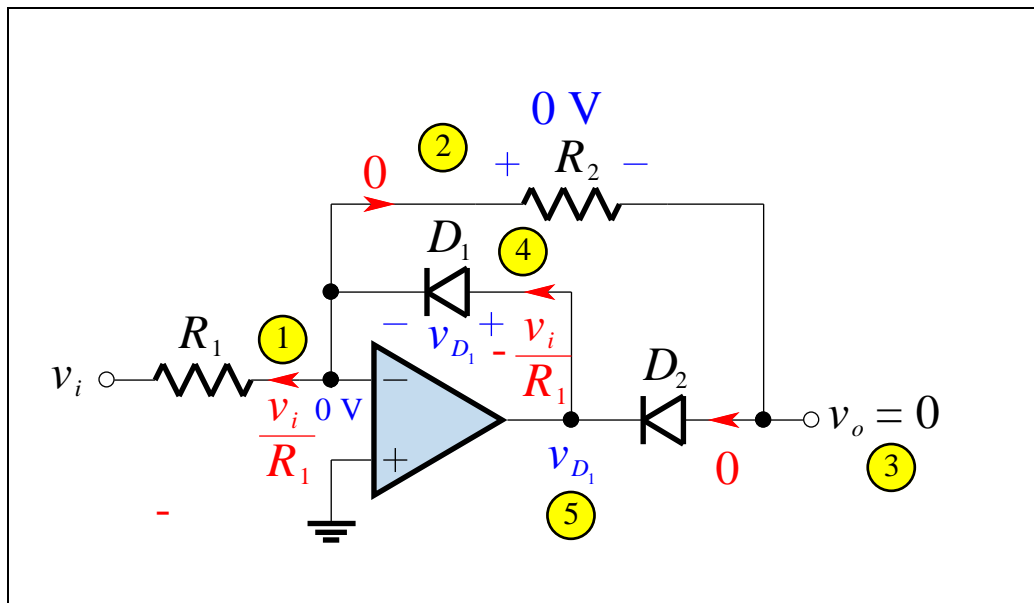 0 V
2
+ R2 −
0
D1
4
1
R1
− vD1 +
- vi/R1
D2
vi
−
0 V
vo = 0
vi/R1
+
vD1
0
3
-
5